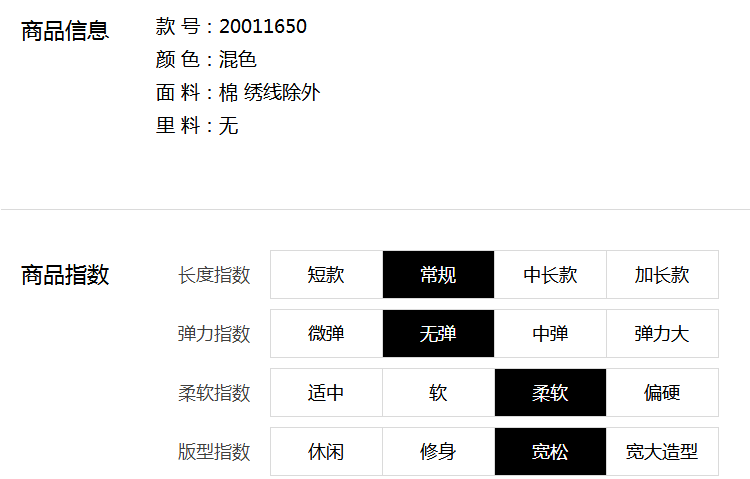 商品信息
款 号：20011650
颜 色：混色
面 料：棉 绣线除外
里 料：无
商品指数
长度指数 短款 常规 中长款 加长款
弹力指数 微弹 无弹 中弹 弹力大
柔软指数 适中 软 柔软 偏硬
版型指数 休闲 修身 宽松 宽大造型